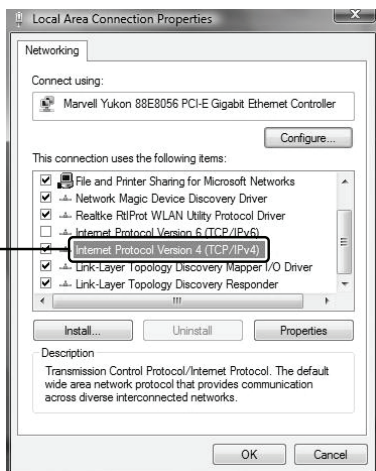 Local Area Connection Properties
Networking
Connect using:
Marvell Yukon 88E8056 PCI-E Gigabit Ethernet Controller
Configure...
This connection uses the following items:
File and Printer Sharing for Microsoft Networks
Network Magic Device Discovery Driver
Realtke RtlProt WLAN Utility Protocol Driver
Internet Protocol Version 6 (TCP/IPv6)
Internet Protocol Version 4 (TCP/IPv4)
Link-Layer Topology Discovery Mapper I/O Driver
Link-Layer Topology Discovery Responder
Install...
Uninstall
Properties
Description
Transmission Control Protocol/Internet Protocol. The default
wide area network protocol that provides communication
across diverse interconnected networks.
OK
Cancel